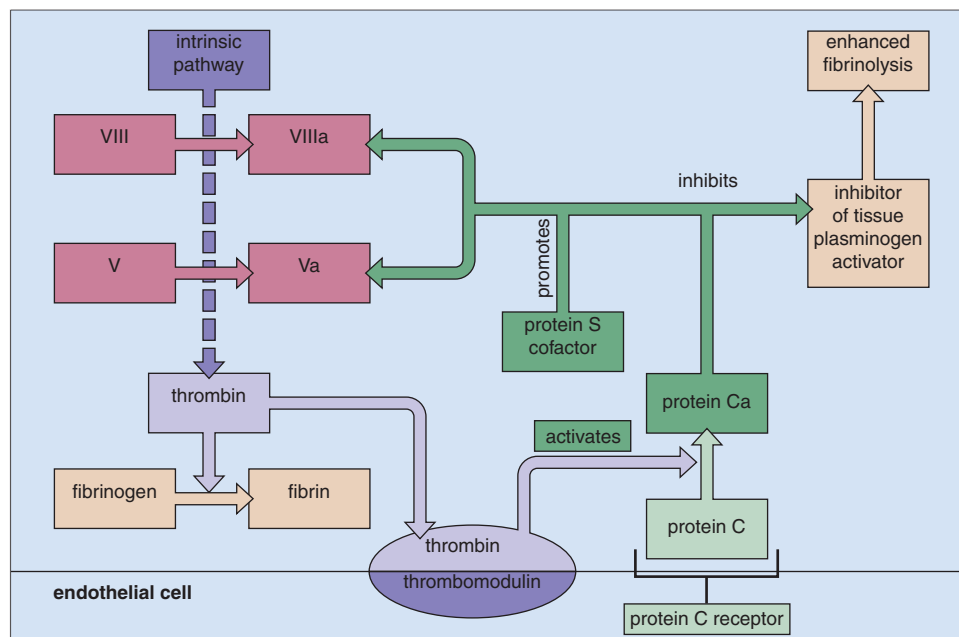 intrinsic
pathway
enhanced
fibrinolysis
VIII
VIIIa
inhibits
inhibitor
of tissue
plasminogen
activator
V
Va
promotes
protein S
cofactor
thrombin
protein Ca
activates
fibrinogen
fibrin
protein C
thrombin
thrombomodulin
endothelial cell
protein C receptor